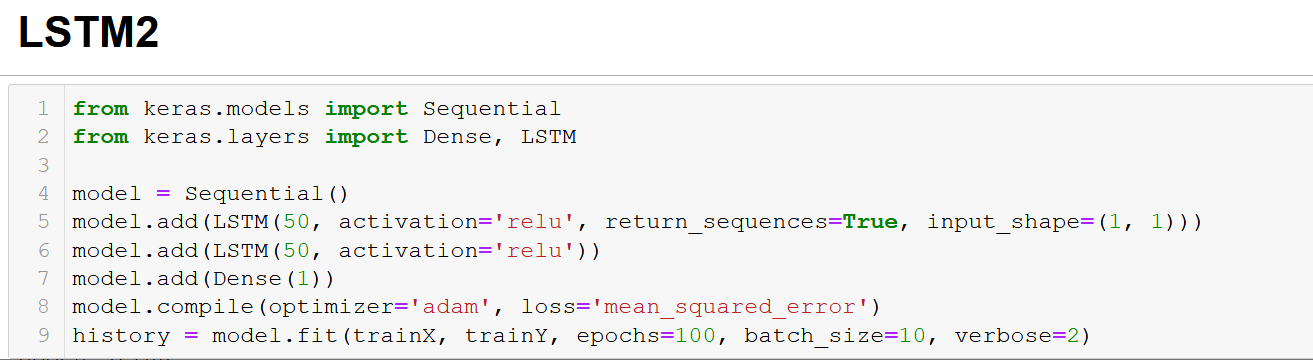 LSTM2
1 from keras.models import Sequential
2 from keras.layers import Dense, LSTM
3
4 model = Sequential()
5 model.add(LSTM(50, activation='relu', return_sequences=True, input_shape=(1, 1)))
6 model.add(LSTM(50, activation='relu'))
7 model.add(Dense(1))
8 model.compile(optimizer='adam', loss='mean_squared_error')
9 history = model.fit(trainX, trainY, epochs=100, batch_size=10, verbose=2)